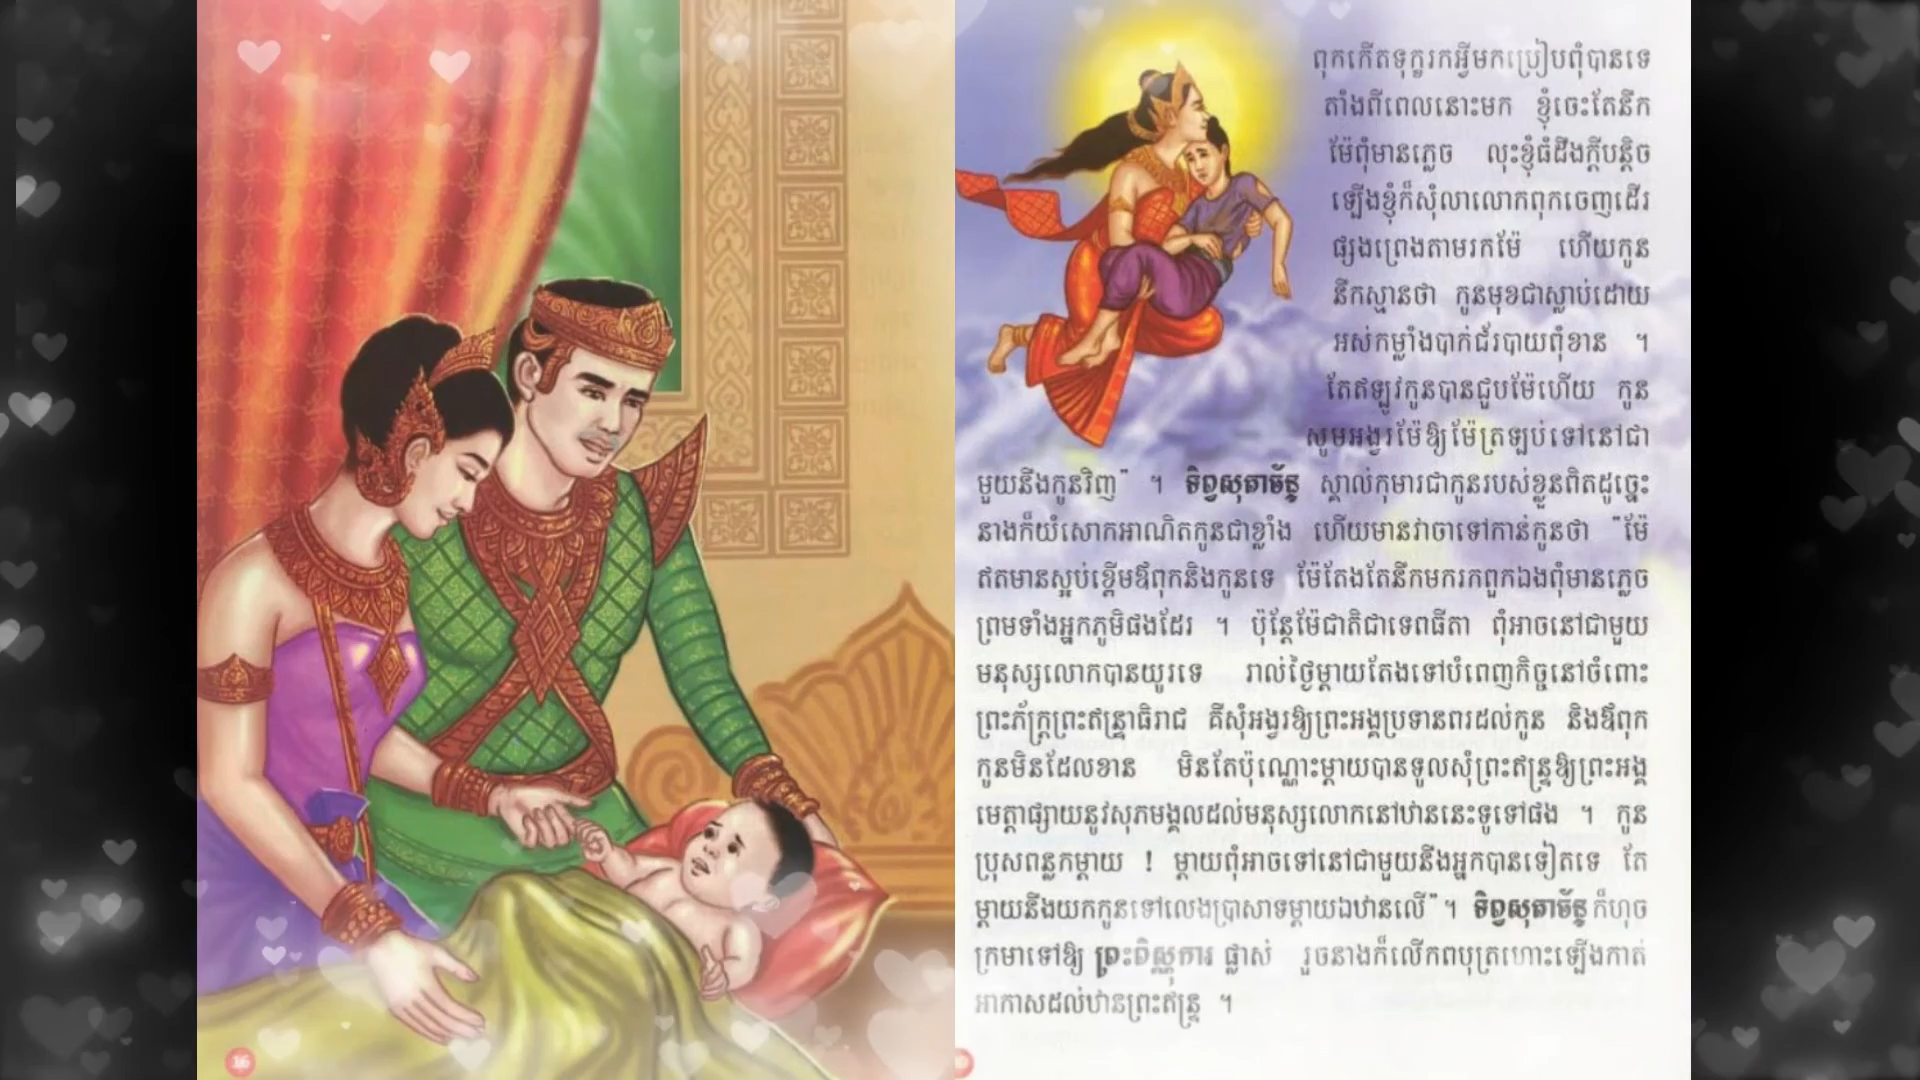 16
ពុកកើតទុក្ខរកអ្វីមកប្រៀបពុំបានទេ
តាំងពីពេលនោះមក ខ្ញុំចេះតែនឹក
ម៉ែពុំមានភ្លេច លុះខ្ញុំធំដឹងក្តីបន្តិច
ឡើងខ្ញុំក៏សុំលាលោកពុកចេញដើរ
ផ្សងព្រេងតាមរកម៉ែ ហើយកូន
នឹកស្មានថា កូនមុខជាស្លាប់ដោយ
អស់កម្លាំងបាក់ជ័របាយពុំខាន ។
តែឥឡូវកូនបានជួបម៉ែហើយ កូន
សូមអង្វរម៉ែឱ្យម៉ែត្រឡប់ទៅនៅជា
មួយនឹងកូនវិញ" ។ ទិព្វសុតាច័ន្ទ ស្គាល់កុមារជាកូនរបស់ខ្លួនពិតដូច្នេះ
នាងក៏យំសោកអាណិតកូនជាខ្លាំង ហើយមានវាចាទៅកាន់កូនថា "ម៉ែ
ឥតមានស្អប់ខ្ពើមឪពុកនិងកូនទេ ម៉ែតែងតែនឹកមករកពួកឯងពុំមានភ្លេច
ព្រមទាំងអ្នកភូមិផងដែរ ។ ប៉ុន្តែម៉ែជាតិជាទេពធីតា ពុំអាចនៅជាមួយ
មនុស្សលោកបានយូរទេ រាល់ថ្ងៃម្តាយតែងទៅបំពេញកិច្ចនៅចំពោះ
ព្រះភ័ក្ត្រព្រះឥន្ទ្រាធិរាជ គឺសុំអង្វរឱ្យព្រះអង្គប្រទានពរដល់កូន និងឪពុក
កូនមិនដែលខាន មិនតែប៉ុណ្ណោះម្តាយបានទូលសុំព្រះឥន្ទ្រឱ្យព្រះអង្គ
មេត្តាផ្សាយនូវសុភមង្គលដល់មនុស្សលោកនៅឋាននេះទូទៅផង ។ កូន
ប្រុសពន្លកម្តាយ ! ម្តាយពុំអាចទៅនៅជាមួយនឹងអ្នកបានទៀតទេ តែ
ម្តាយនឹងយកកូនទៅលេងប្រាសាទម្តាយឯឋានលើ" ។ ទិព្វសុតាច័ន្ទ ក៏ហុច
ក្រមាទៅឱ្យ ព្រះពិស្ណុការ ផ្លាស់ រួចនាងក៏លើកពបុត្រហោះឡើងកាត់
អាកាសដល់ឋានព្រះឥន្ទ្រ ។